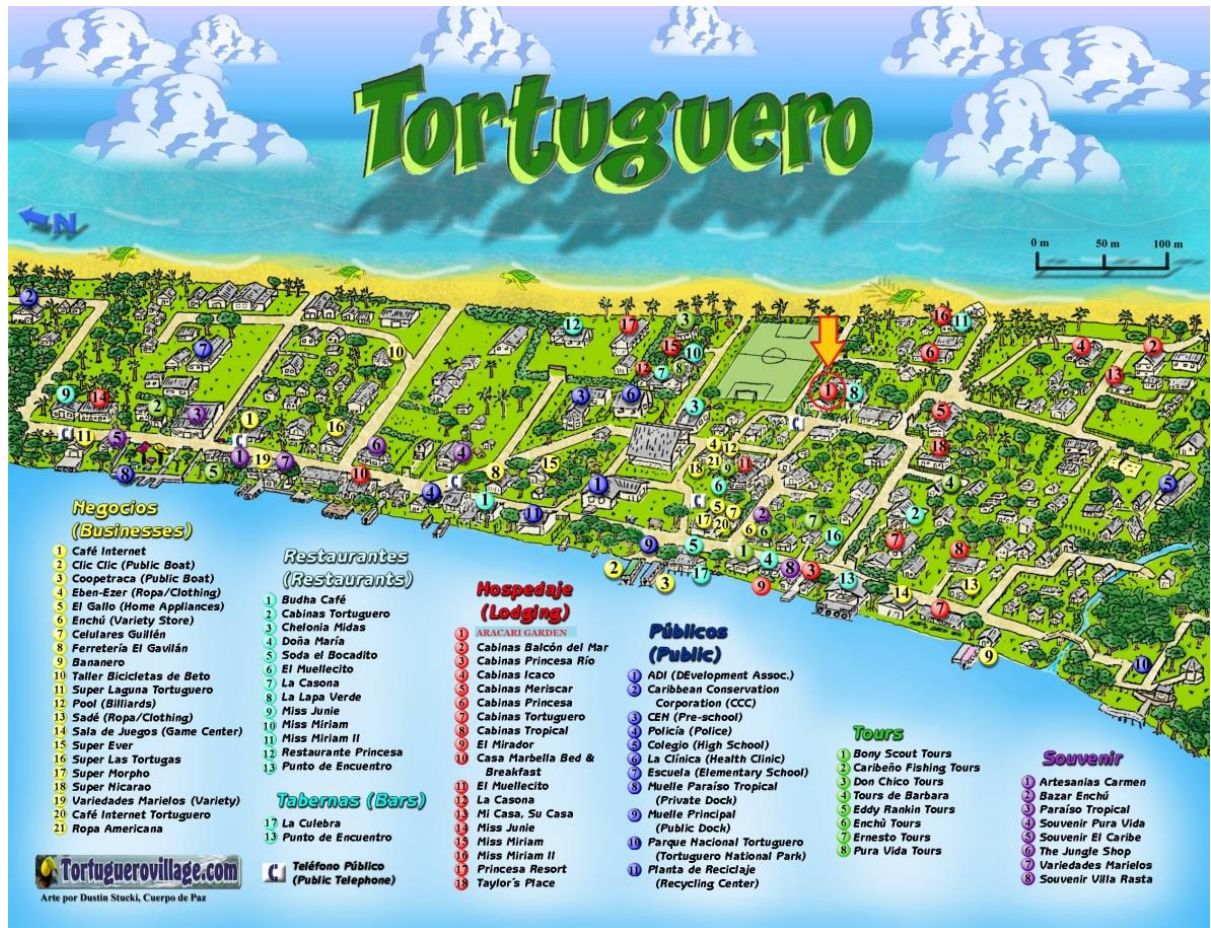 Tortuguero
N
0 m 50 m 100 m
Negocios
(Businesses)
1 Café Internet
2 Clic Clic (Public Boat)
3 Coopetraca (Public Boat)
4 Eben-Ezer (Ropa/Clothing)
5 El Gallo (Home Appliances)
6 Enchú (Variety Store)
7 Celulares Guillén
8 Ferretería El Gavilán
9 Bananero
10 Taller Bicicletas de Beto
11 Super Laguna Tortuguero
12 Pool (Billiards)
13 Sadé (Ropa/Clothing)
14 Sala de Juegos (Game Center)
15 Super Ever
16 Super Las Tortugas
17 Super Morpho
18 Super Nicarao
19 Variedades Marielos (Variety)
20 Café Internet Tortuguero
21 Ropa Americana
Tortuguerovillage.com
Arte por Dustin Stucki, Cuerpo de Paz
Restaurantes
(Restaurants)
1 Budha Café
2 Cabinas Tortuguero
3 Chelonia Midas
4 Doña María
5 Soda el Bocadito
6 El Muellecito
7 La Casona
8 La Lapa Verde
9 Miss Junie
10 Miss Miriam
11 Miss Miriam II
12 Restaurante Princesa
13 Punto de Encuentro
Tabernas (Bars)
17 La Culebra
13 Punto de Encuentro
Teléfono Público
(Public Telephone)
Hospedaje
(Lodging)
1 ARACARI GARDEN
2 Cabinas Balcón del Mar
3 Cabinas Princesa Río
4 Cabinas Icaco
5 Cabinas Meriscar
6 Cabinas Princesa
7 Cabinas Tortuguero
8 Cabinas Tropical
9 El Mirador
10 Casa Marbella Bed &
Breakfast
11 El Muellecito
12 La Casona
13 Mi Casa, Su Casa
14 Miss Junie
15 Miss Miriam
16 Miss Miriam II
17 Princesa Resort
18 Taylor's Place
Públicos
(Public)
1 ADI (DEvelopment Assoc.)
2 Caribbean Conservation
Corporation (CCC)
3 CEN (Pre-school)
4 Policía (Police)
5 Colegio (High School)
6 La Clínica (Health Clinic)
7 Escuela (Elementary School)
8 Muelle Paraíso Tropical
(Private Dock)
9 Muelle Principal
(Public Dock)
10 Parque Nacional Tortuguero
(Tortuguero National Park)
11 Planta de Reciclaje
(Recycling Center)
Tours
1 Bony Scout Tours
2 Caribeño Fishing Tours
3 Don Chico Tours
4 Tours de Barbara
5 Eddy Rankin Tours
6 Enchù Tours
7 Ernesto Tours
8 Pura Vida Tours
Souvenir
1 Artesanias Carmen
2 Bazar Enchú
3 Paraíso Tropical
4 Souvenir Pura Vida
5 Souvenir El Caribe
6 The Jungle Shop
7 Variedades Marielos
8 Souvenir Villa Rasta